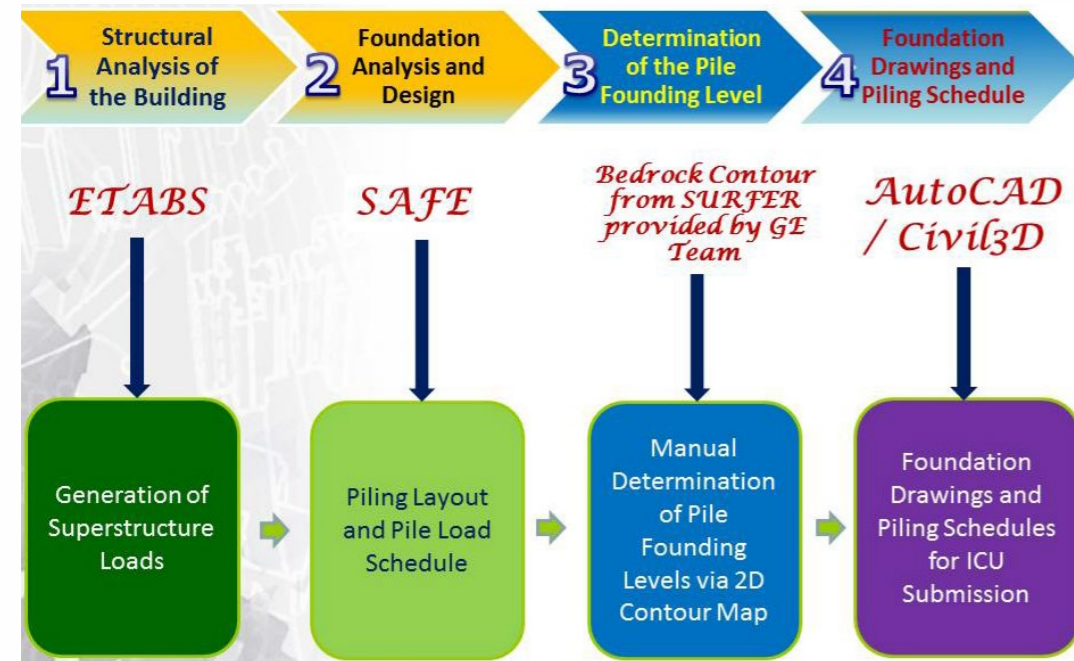 1
Structural
Analysis of
the Building
2
Foundation
Analysis and
Design
3
Determination
of the Pile
Founding Level
4
Foundation
Drawings and
Piling Schedule
ETABS
SAFE
Bedrock Contour
from SURFER
provided by GE
Team
AutoCAD
/ Civil3D
Generation of
Superstructure
Loads
Piling Layout
and Pile Load
Schedule
Manual
Determination
of Pile
Founding
Levels via 2D
Contour Map
Foundation
Drawings and
Piling Schedules
for ICU
Submission